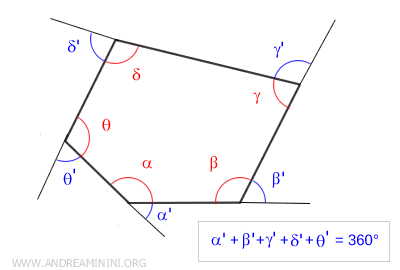 δ'
γ'
δ
γ
θ
α
β
θ'
β'
α'
α' + β'+γ'+δ'+θ' = 360°
WWW.ANDREAMININI.ORG